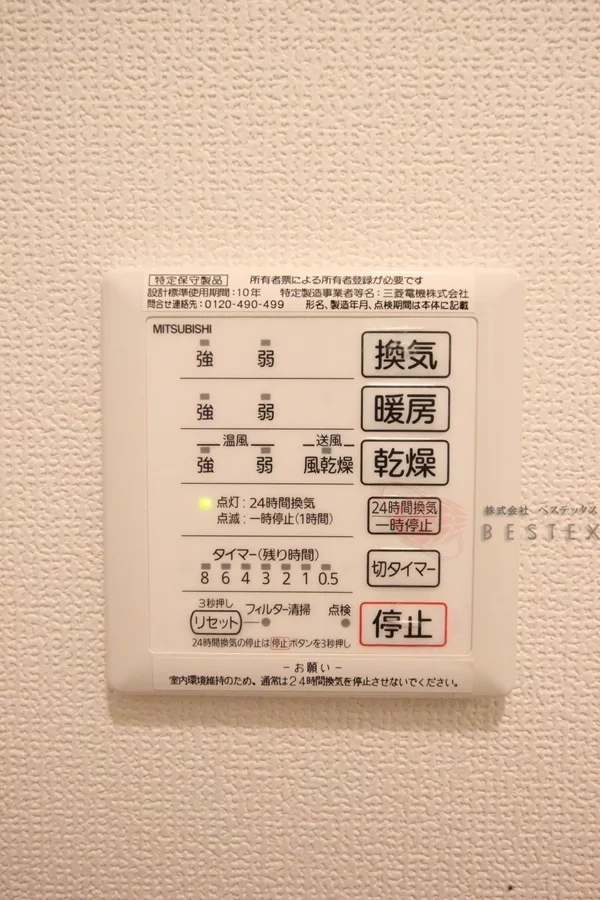 特定保守製品 所有者票による所有者登録が必要です
設計標準使用期間:10年 特定製造事業者等名:三菱電機株式会社
問合せ連絡先:0120-490-499 形名、製造年月、点検期間は本体に記載
MITSUBISHI
強 弱 換気
強 弱 暖房
温風 送風
強 弱 風乾燥 乾燥
点灯:24時間換気
点滅:一時停止(1時間)
24時間換気
一時停止
株式会社 ベステックス
BESTEX
タイマー(残り時間)
8 6 4 3 2 1 0.5
切タイマー
3秒押し
リセット フィルター清掃 点検
停止
24時間換気の停止は停止ボタンを3秒押し
-お願い-
室内環境維持のため、通常は24時間換気を停止させないでください。